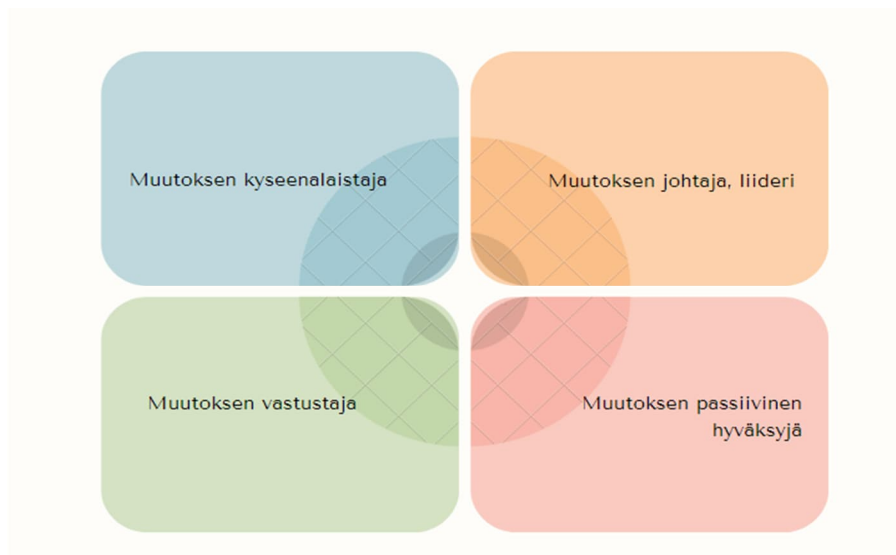 Muutoksen kyseenalaistaja
Muutoksen johtaja, liideri
Muutoksen vastustaja
Muutoksen passiivinen
hyväksyjä